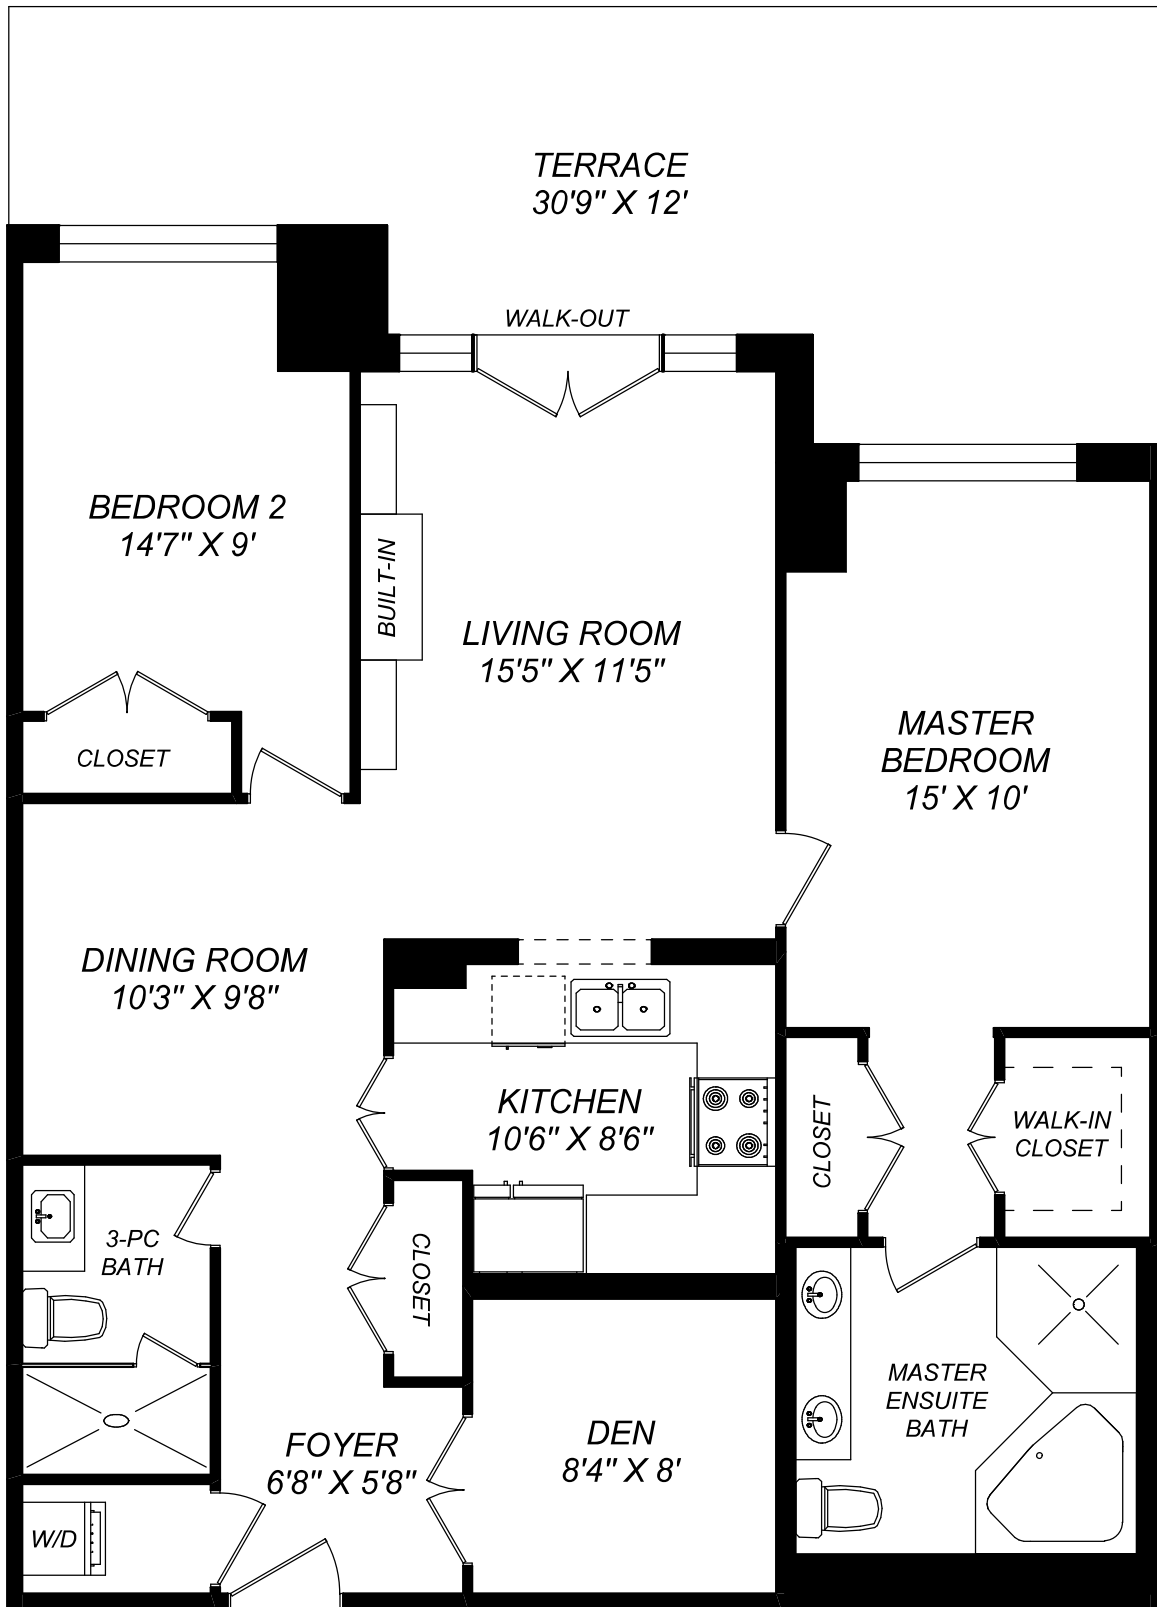 TERRACE
30'9" X 12'
WALK-OUT
BEDROOM 2
14'7" X 9'
BUILT-IN
LIVING ROOM
15'5" X 11'5"
CLOSET
MASTER
BEDROOM
15' X 10'
DINING ROOM
10'3" X 9'8"
KITCHEN
10'6" X 8'6"
CLOSET
WALK-IN
CLOSET
3-PC
BATH
CLOSET
MASTER
ENSUITE
BATH
FOYER
6'8" X 5'8"
DEN
8'4" X 8'
W/D